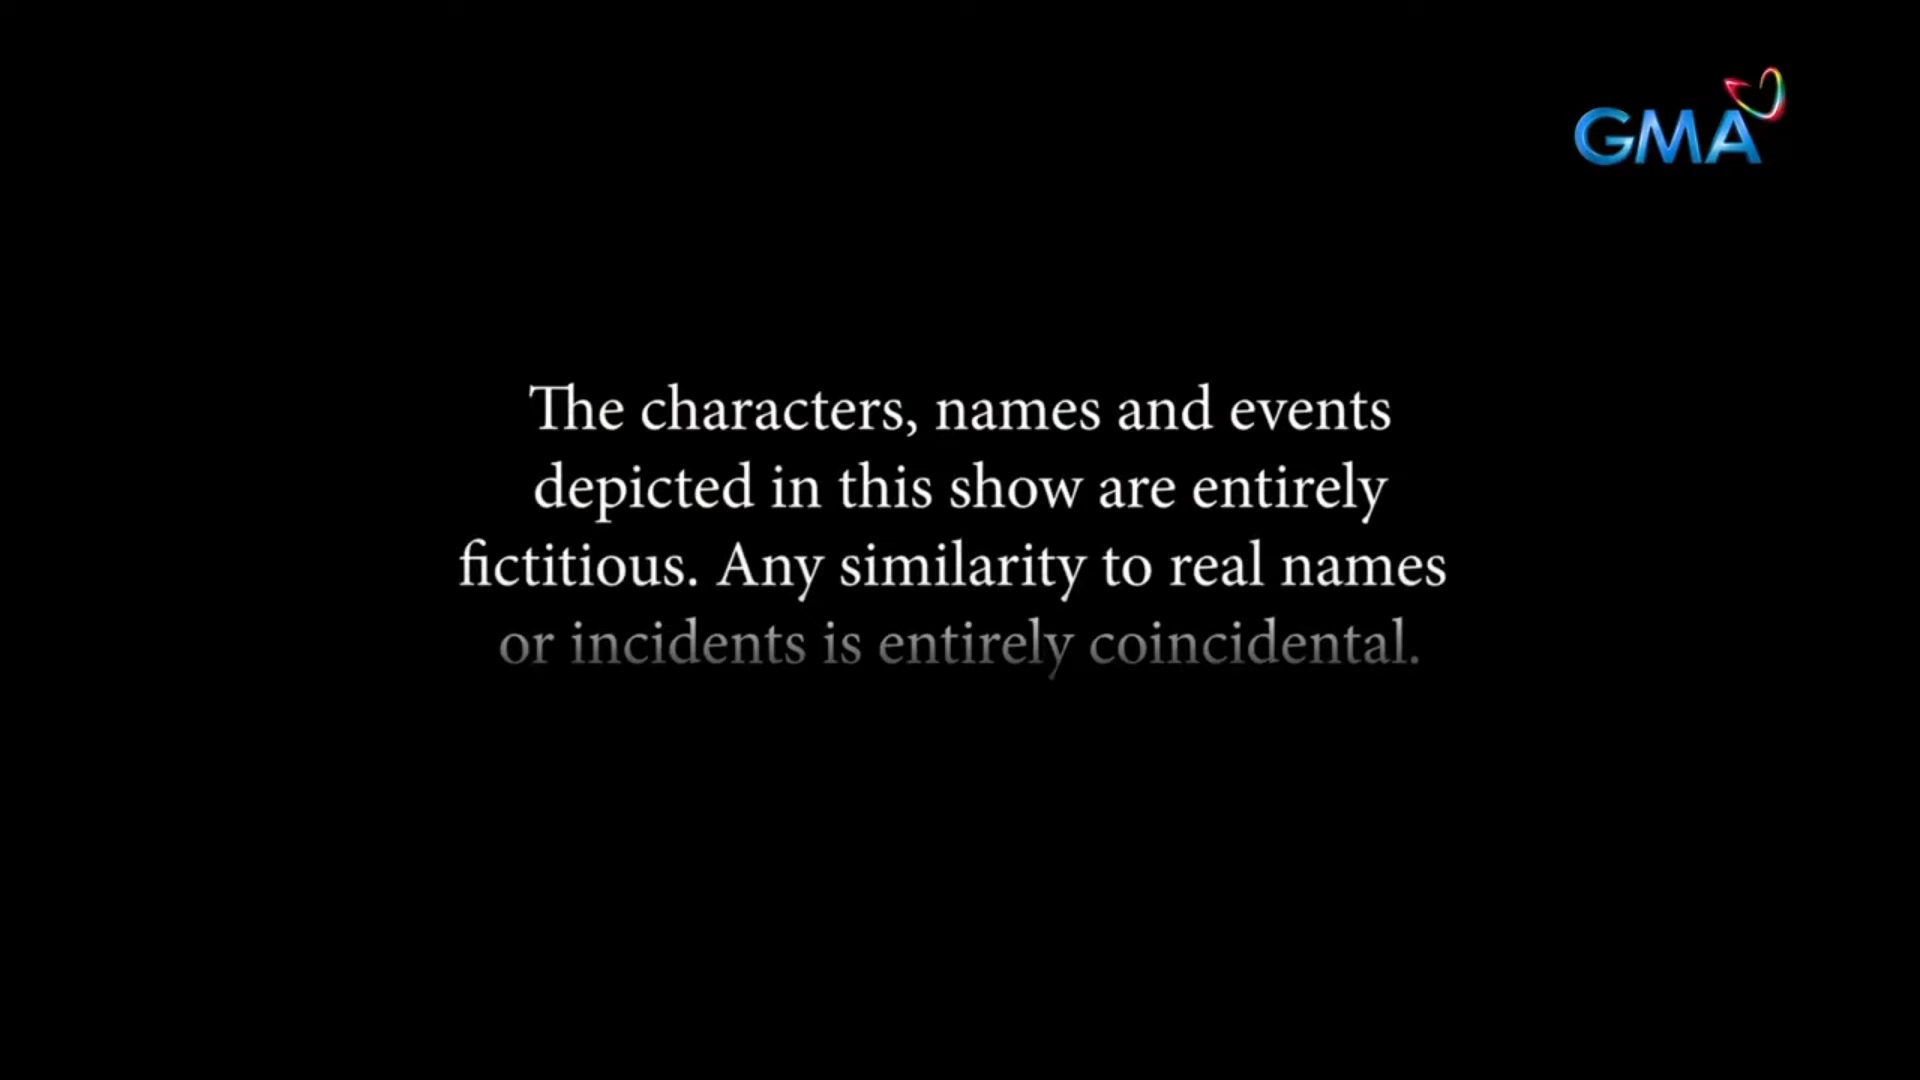 GMA
The characters, names and events
depicted in this show are entirely
fictitious. Any similarity to real names
or incidents is entirely coincidental.